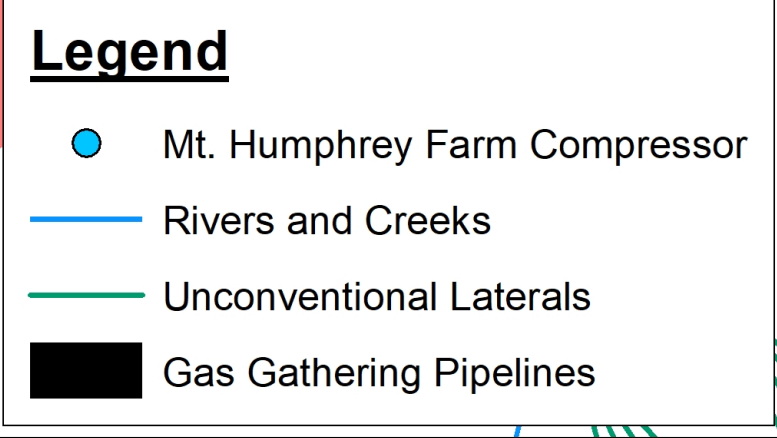 Legend
Mt. Humphrey Farm Compressor
Rivers and Creeks
Unconventional Laterals
Gas Gathering Pipelines